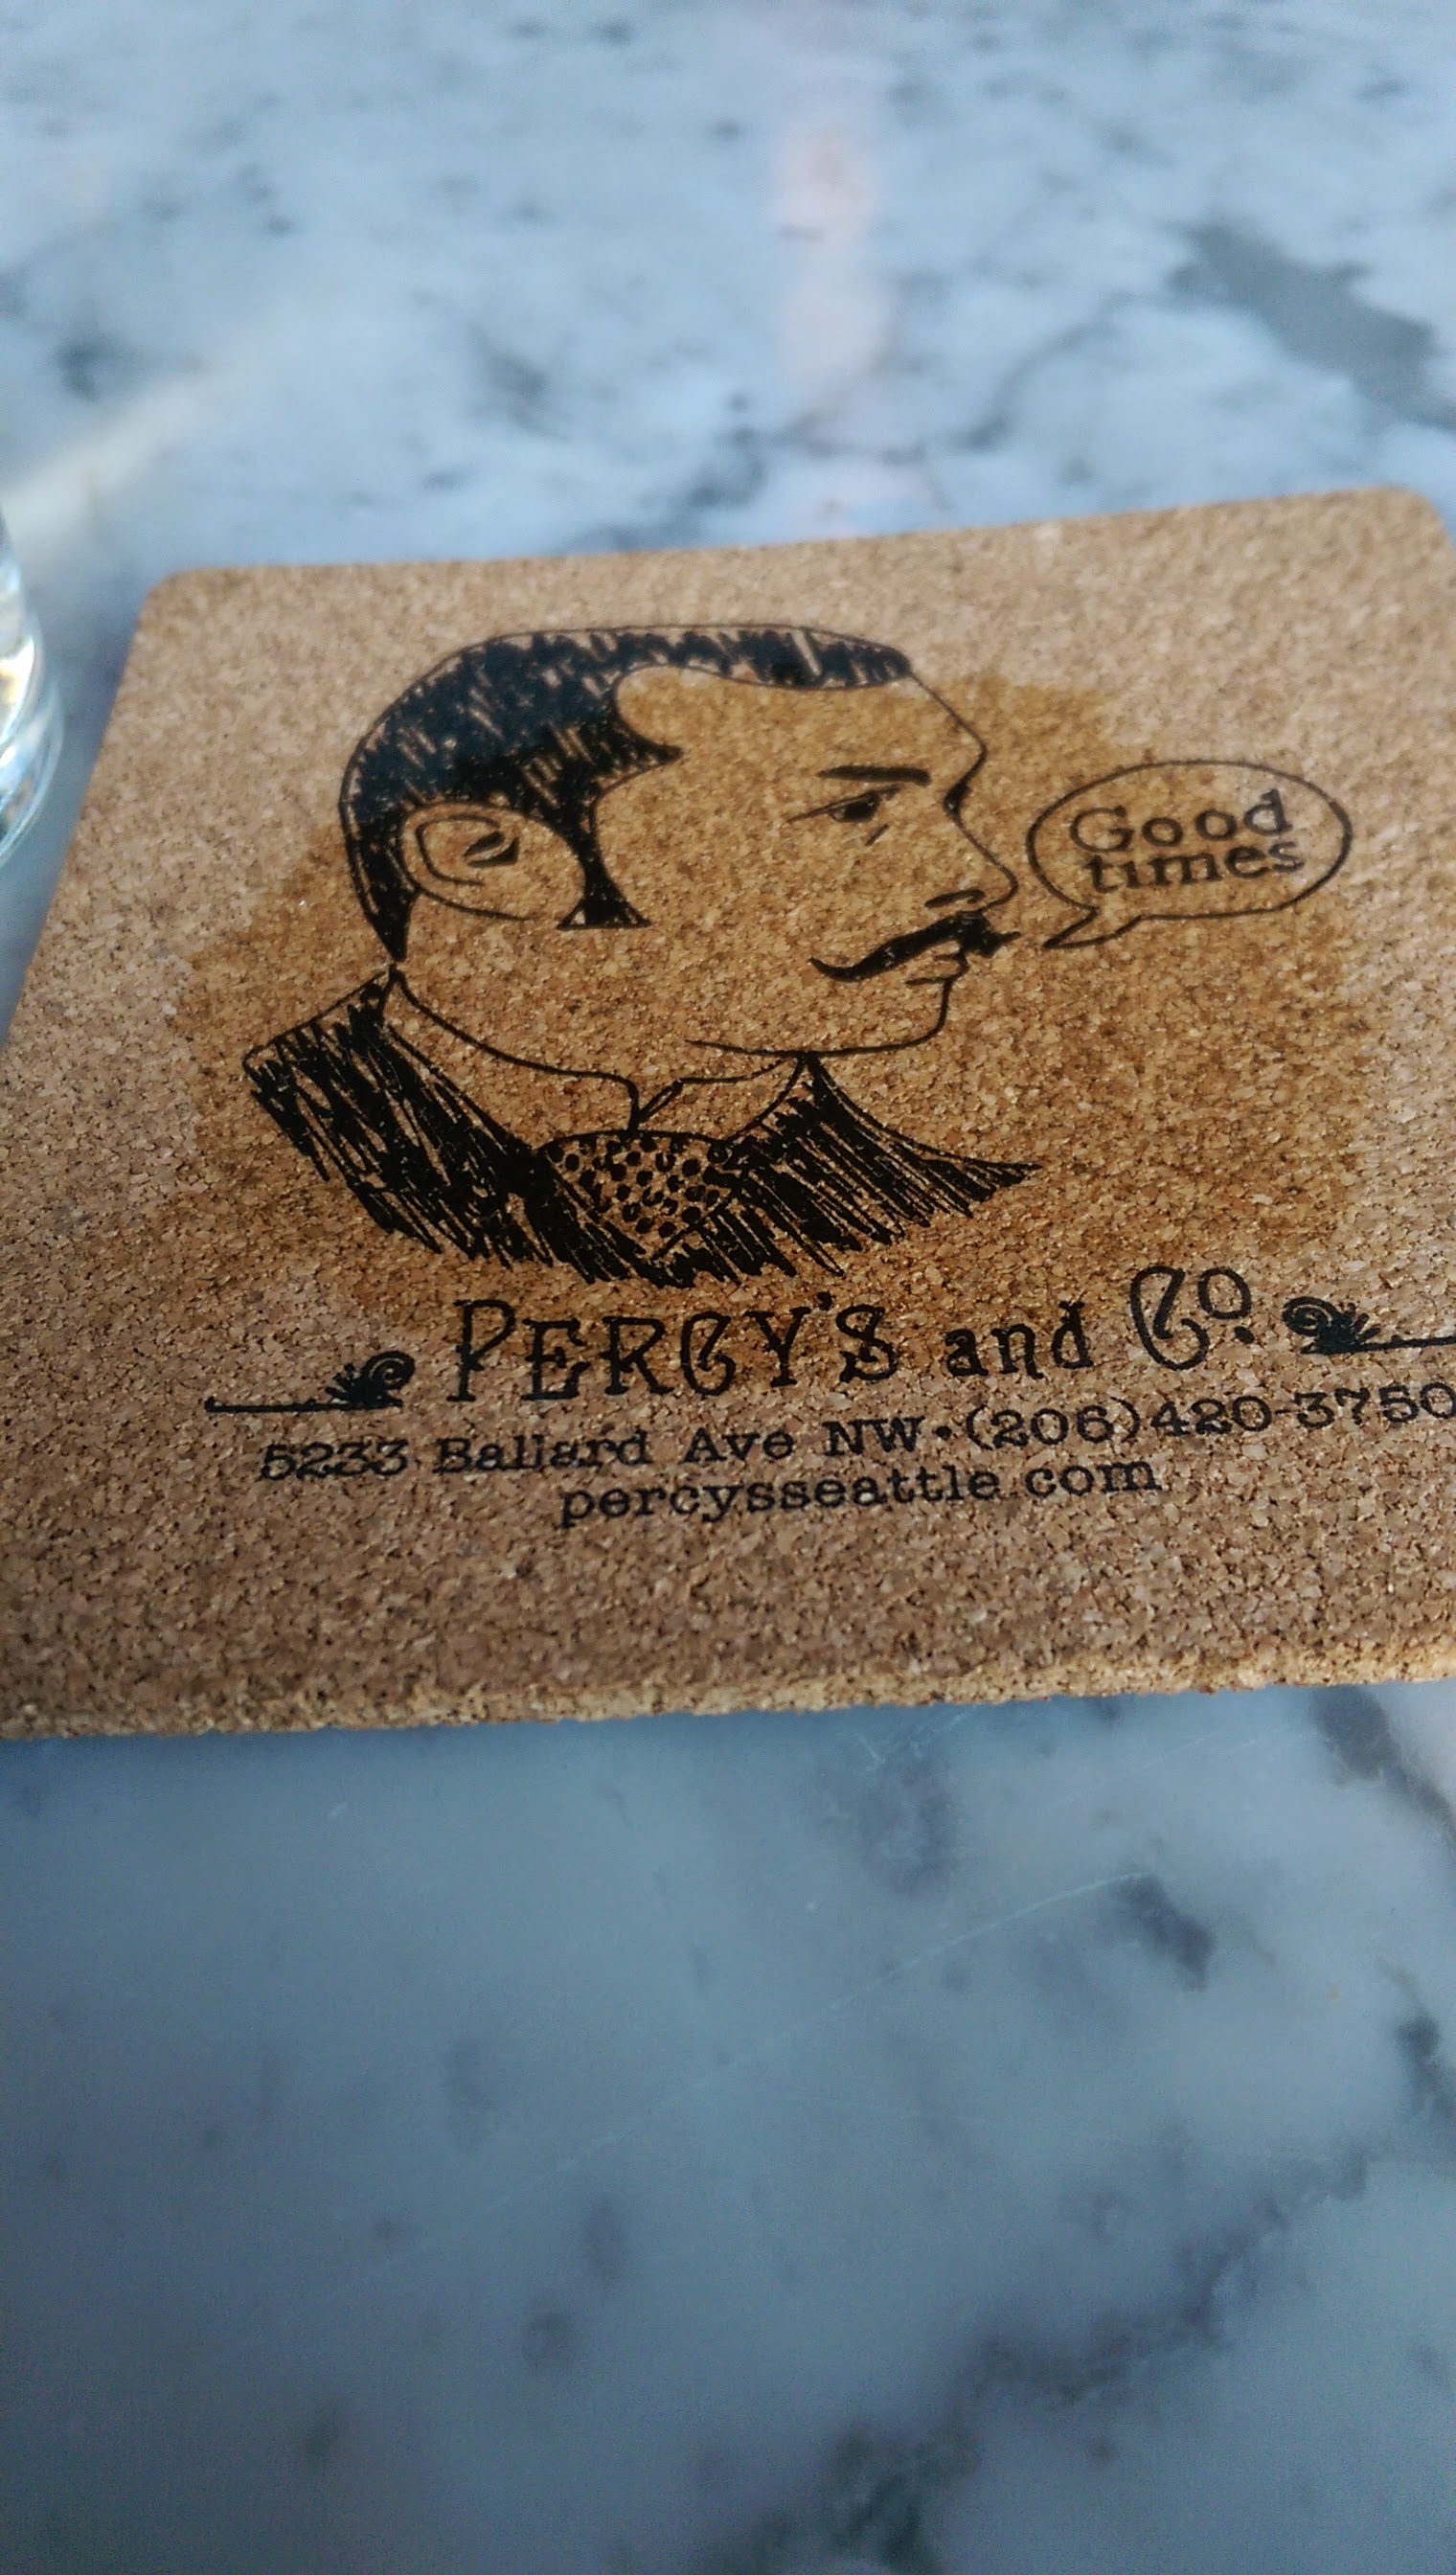 Good
times
PERCY'S and Co.
5233 Ballard Ave NW•(206)420-3750
percysseattle.com